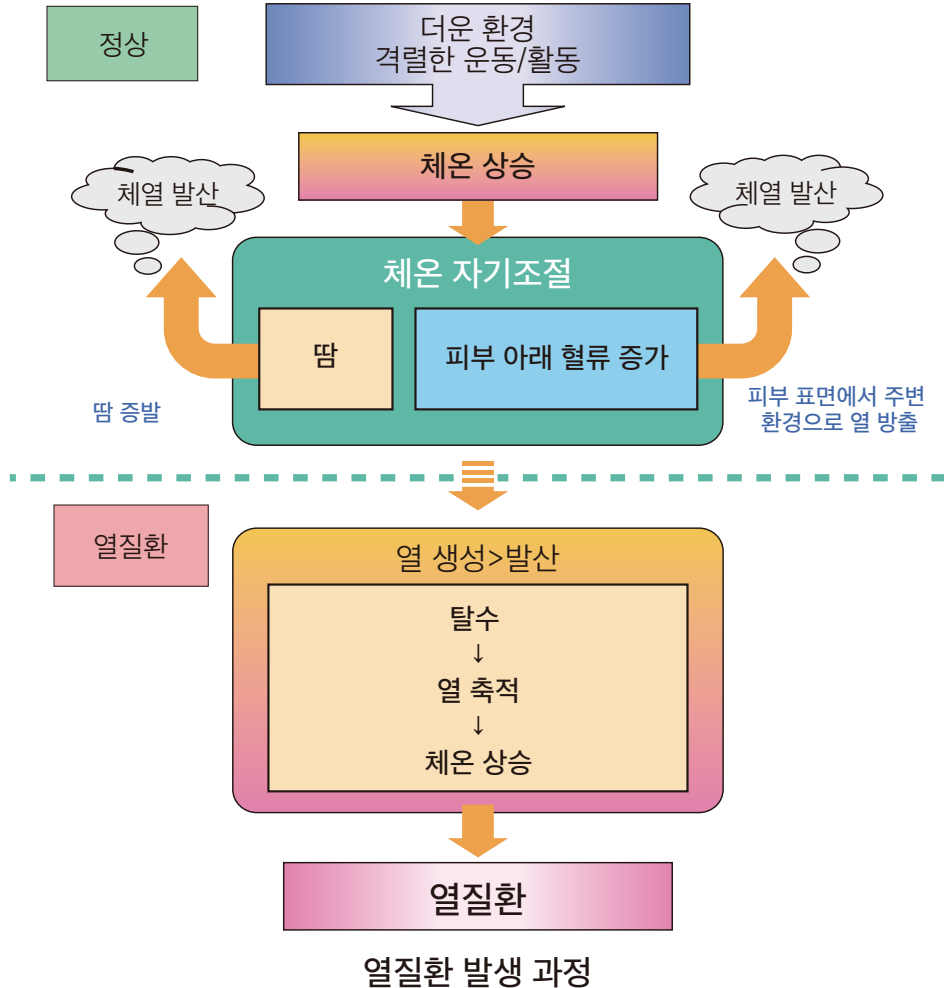 정상
더운 환경
격렬한 운동/활동
체온 상승
체열 발산
체열 발산
체온 자기조절
땀
피부 아래 혈류 증가
땀 증발
피부 표면에서 주변
환경으로 열 방출
열질환
열 생성>발산
탈수
↓
열 축적
↓
체온 상승
열질환
열질환 발생 과정